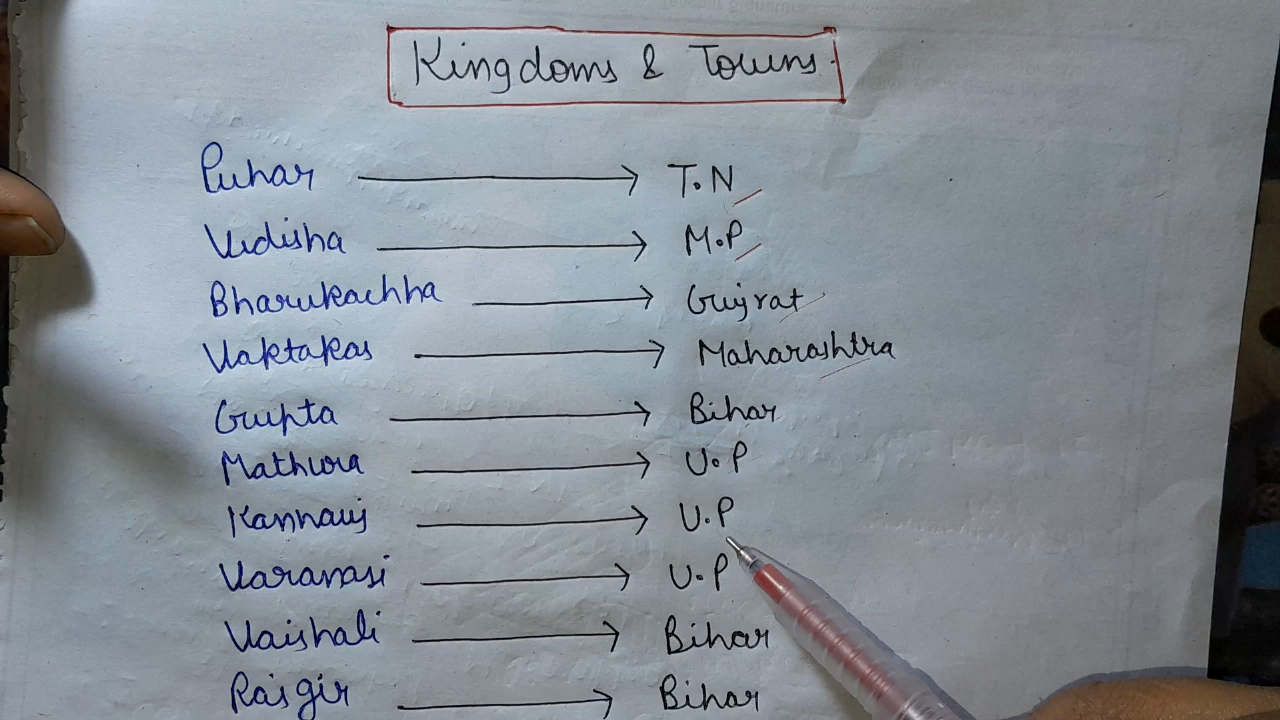 Kingdoms & Towns.
Puhar → T.N
Vidisha → M.P
Bharukachha → Gujrat
Vaktakas → Maharashtra
Gupta → Bihar
Mathura → U.P
Kannauj → U.P
Varanasi → U.P
Vaishali → Bihar
Rajgir → Bihar